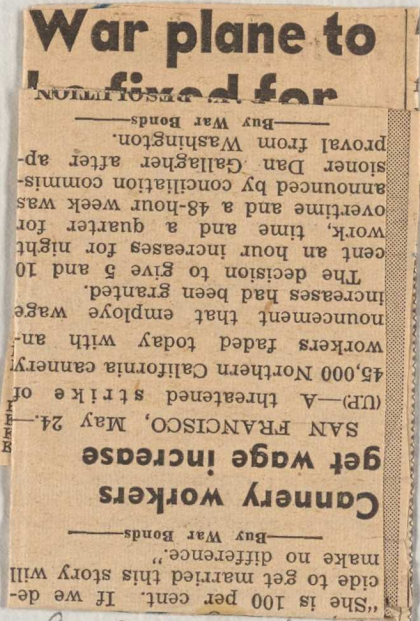 War plane to
be fixed for
RESOLUTION
"She is 100 per cent. If we de-
cide to get married this story will
make no difference."
Buy War Bonds
Cannery workers
get wage increase
SAN FRANCISCO, May 24.—
(UP)—A threatened strike of
45,000 Northern California cannery
workers faded today with an-
nouncement that employe wage
increases had been granted.
The decision to give 5 and 10
cent an hour increases for night
work, time and a quarter for
overtime and a 48-hour week was
announced by conciliation commis-
sioner Dan Gallagher after ap-
proval from Washington.
Buy War Bonds